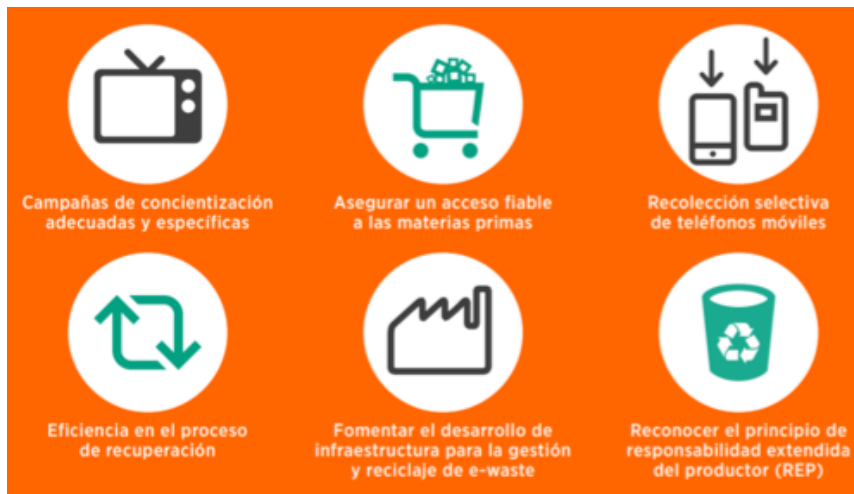 Campañas de concientización
adecuadas y específicas
Asegurar un acceso fiable
a las materias primas
Recolección selectiva
de teléfonos móviles
Eficiencia en el proceso
de recuperación
Fomentar el desarrollo de
infraestructura para la gestión
y reciclaje de e-waste
Reconocer el principio de
responsabilidad extendida
del productor (REP)